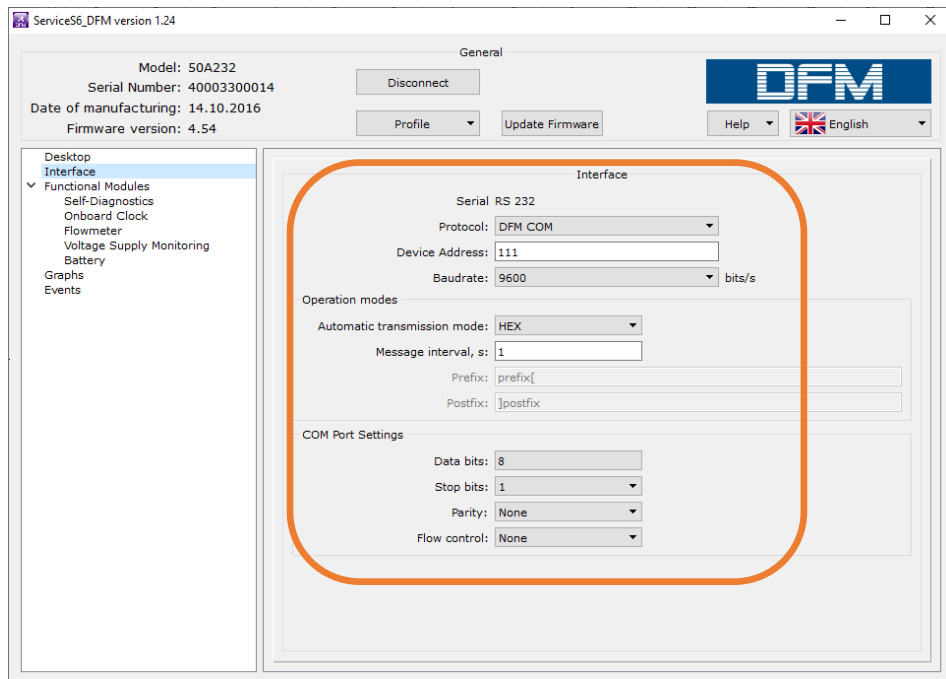 ServiceS6_DFM version 1.24
General
Model: 50A232
Serial Number: 40003300014
Date of manufacturing: 14.10.2016
Firmware version: 4.54
Disconnect
Profile
Update Firmware
DFM
Help
English
Desktop
Interface
Functional Modules
Self-Diagnostics
Onboard Clock
Flowmeter
Voltage Supply Monitoring
Battery
Graphs
Events
Interface
Serial RS 232
Protocol: DFM COM
Device Address: 111
Baudrate: 9600 bits/s
Operation modes
Automatic transmission mode: HEX
Message interval, s: 1
Prefix: prefix[
Postfix: ]postfix
COM Port Settings
Data bits: 8
Stop bits: 1
Parity: None
Flow control: None